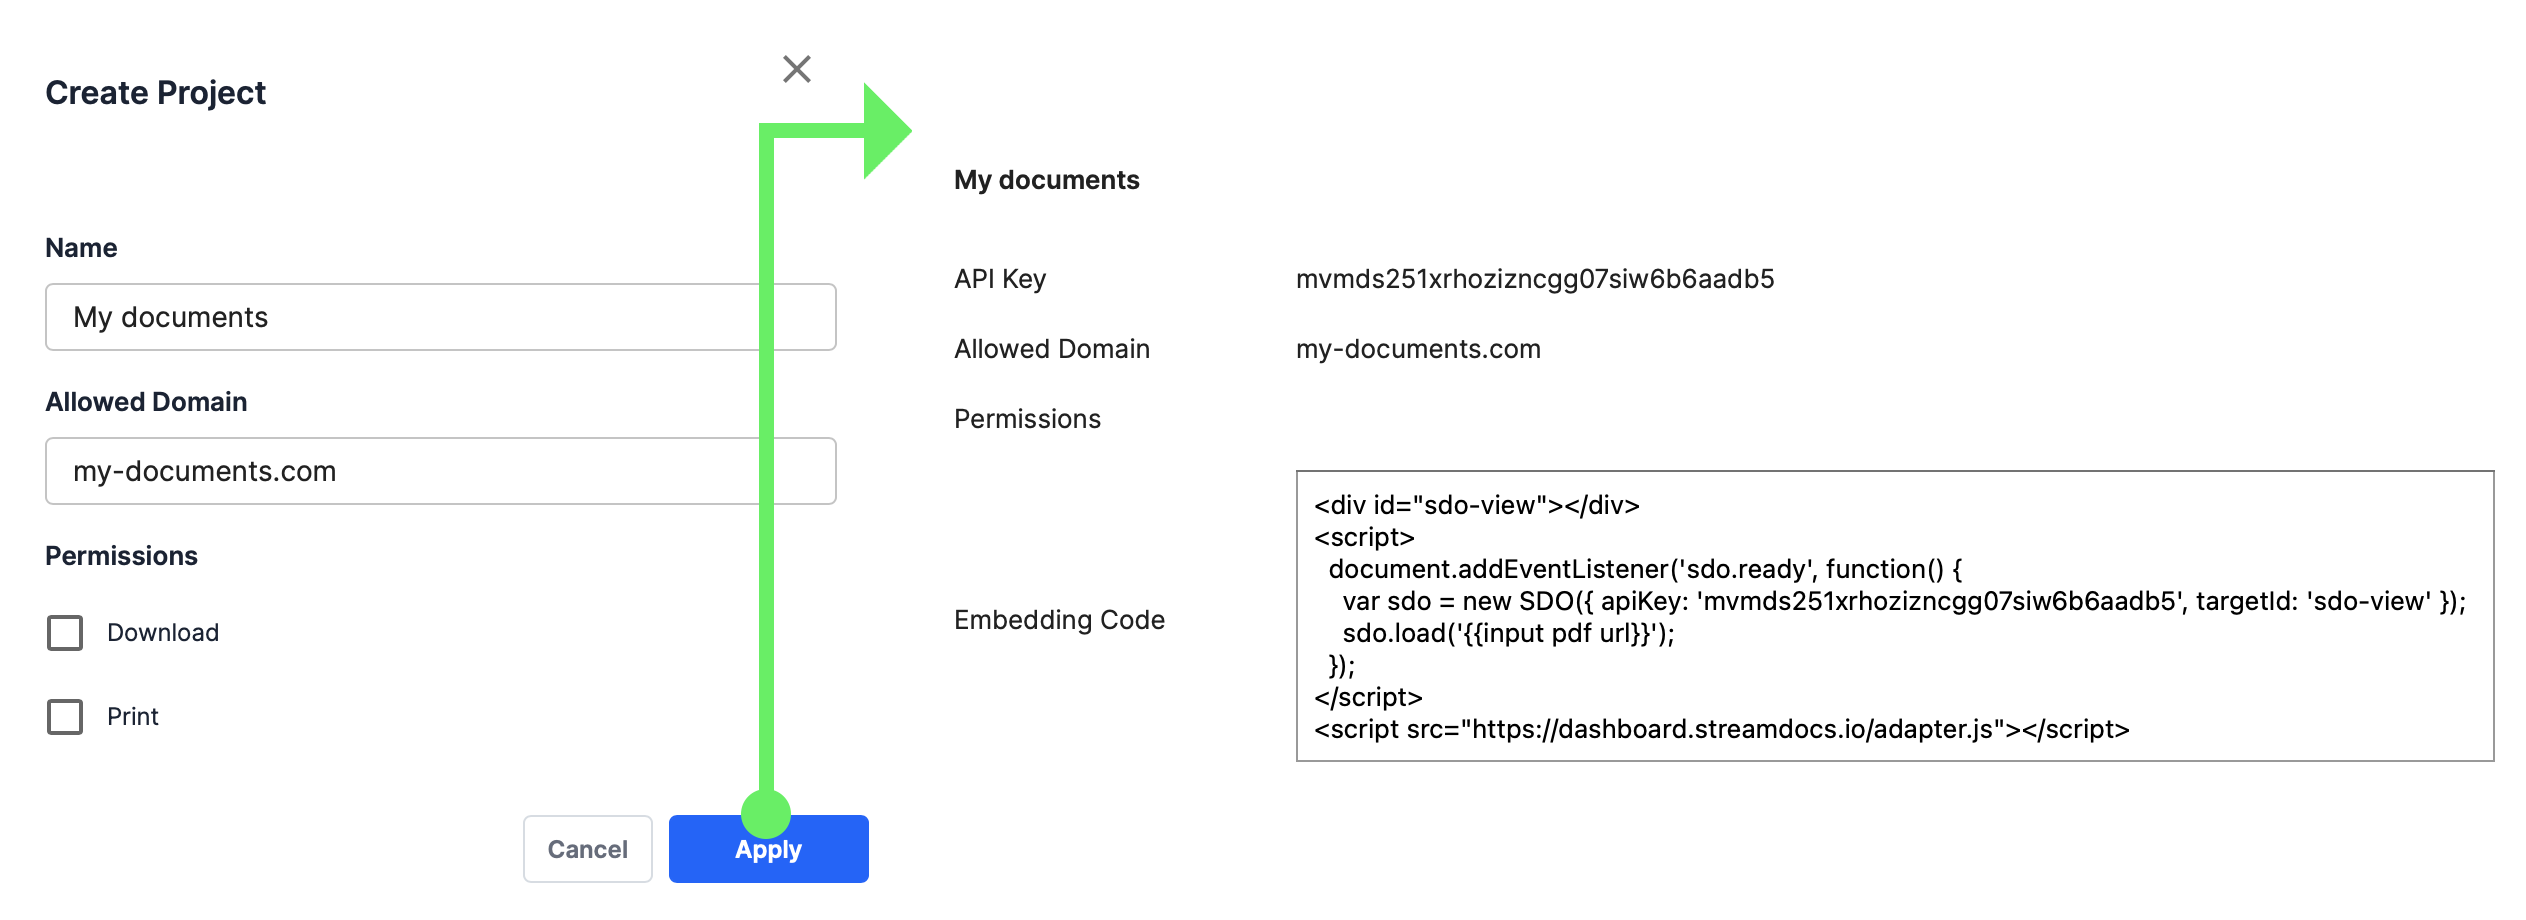 Create Project
Name
My documents
Allowed Domain
my-documents.com
Permissions
Download
Print
Cancel
Apply
My documents
API Key mvmds251xrhozizncgg07siw6b6aadb5
Allowed Domain my-documents.com
Permissions
Embedding Code
<div id="sdo-view"></div>
<script>
  document.addEventListener('sdo.ready', function() {
    var sdo = new SDO({ apiKey: 'mvmds251xrhozizncgg07siw6b6aadb5', targetId: 'sdo-view' });
    sdo.load('{{input pdf url}}');
  });
</script>
<script src="https://dashboard.streamdocs.io/adapter.js"></script>